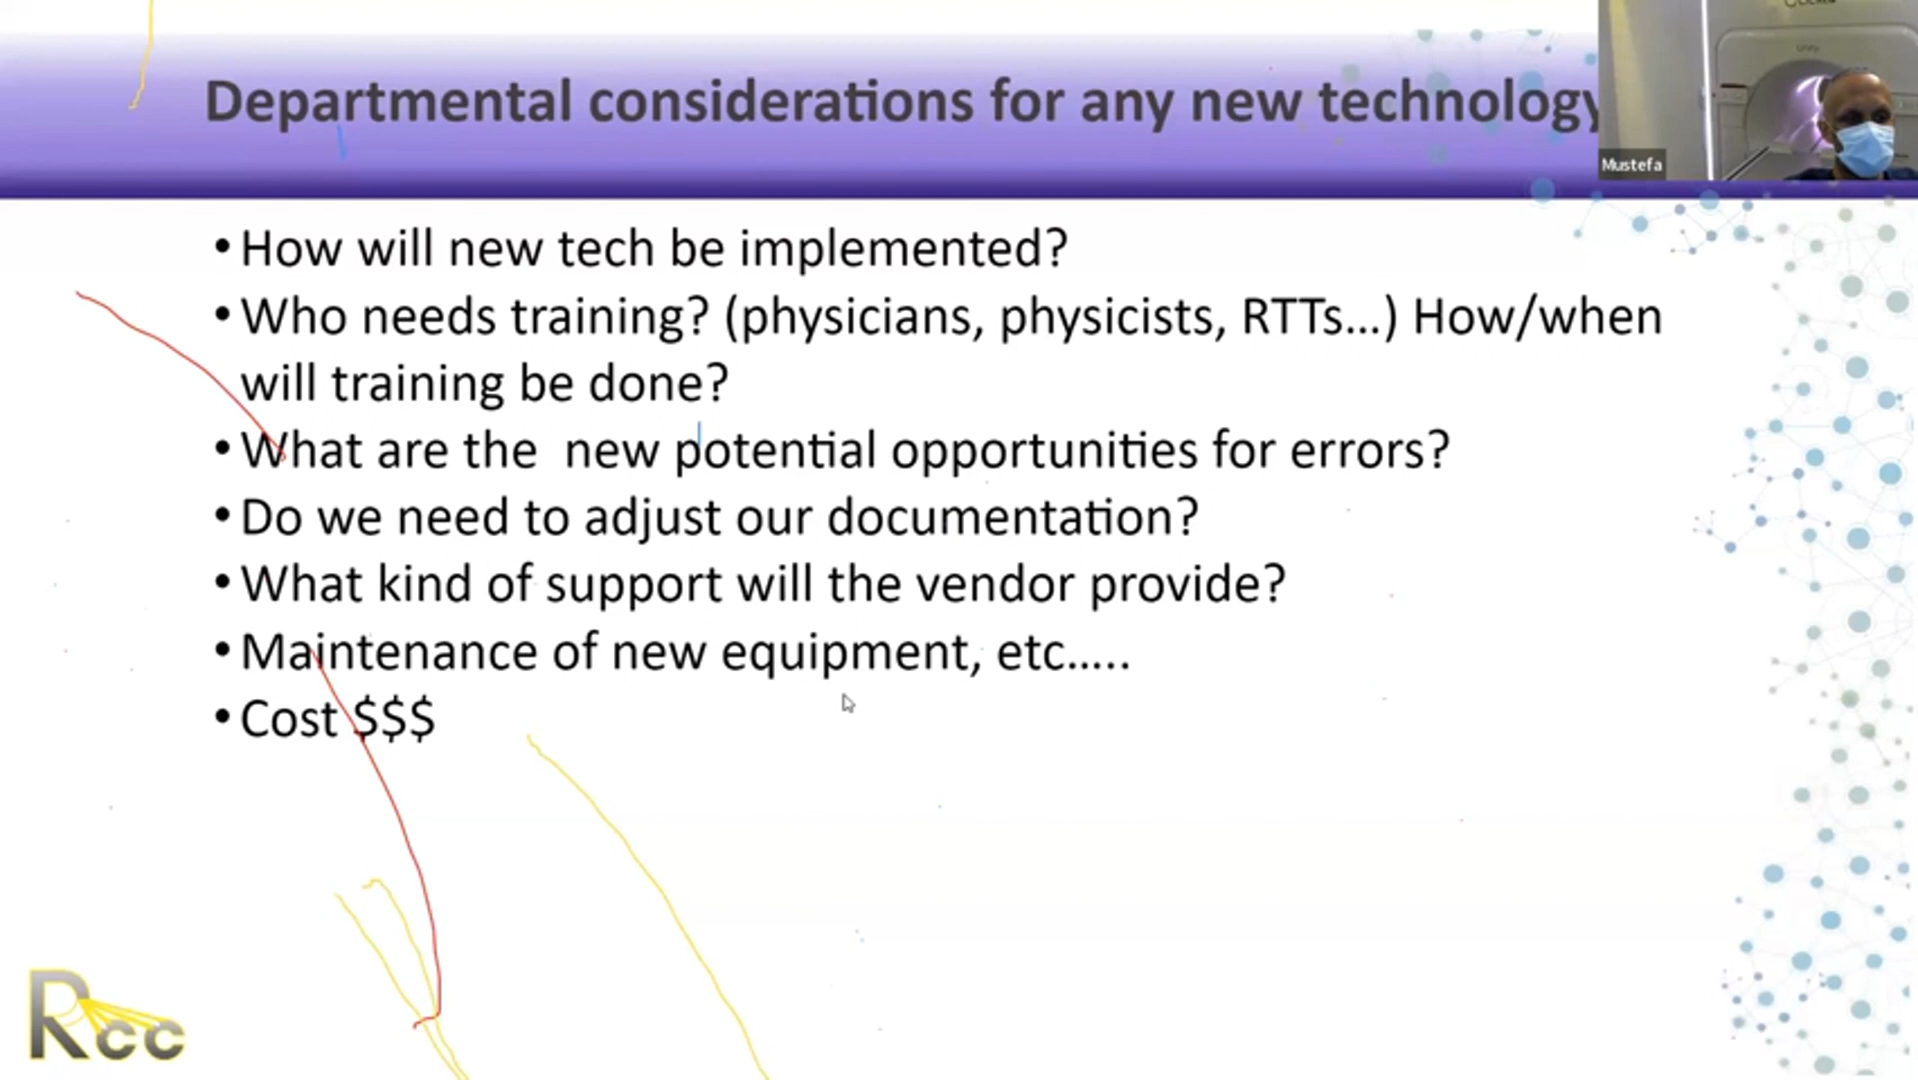 Departmental considerations for any new technology
Unity
Mustefa
•How will new tech be implemented?
•Who needs training? (physicians, physicists, RTTs...) How/when
will training be done?
•What are the  new potential opportunities for errors?
•Do we need to adjust our documentation?
•What kind of support will the vendor provide?
•Maintenance of new equipment, etc.....
•Cost $$$
Rcc